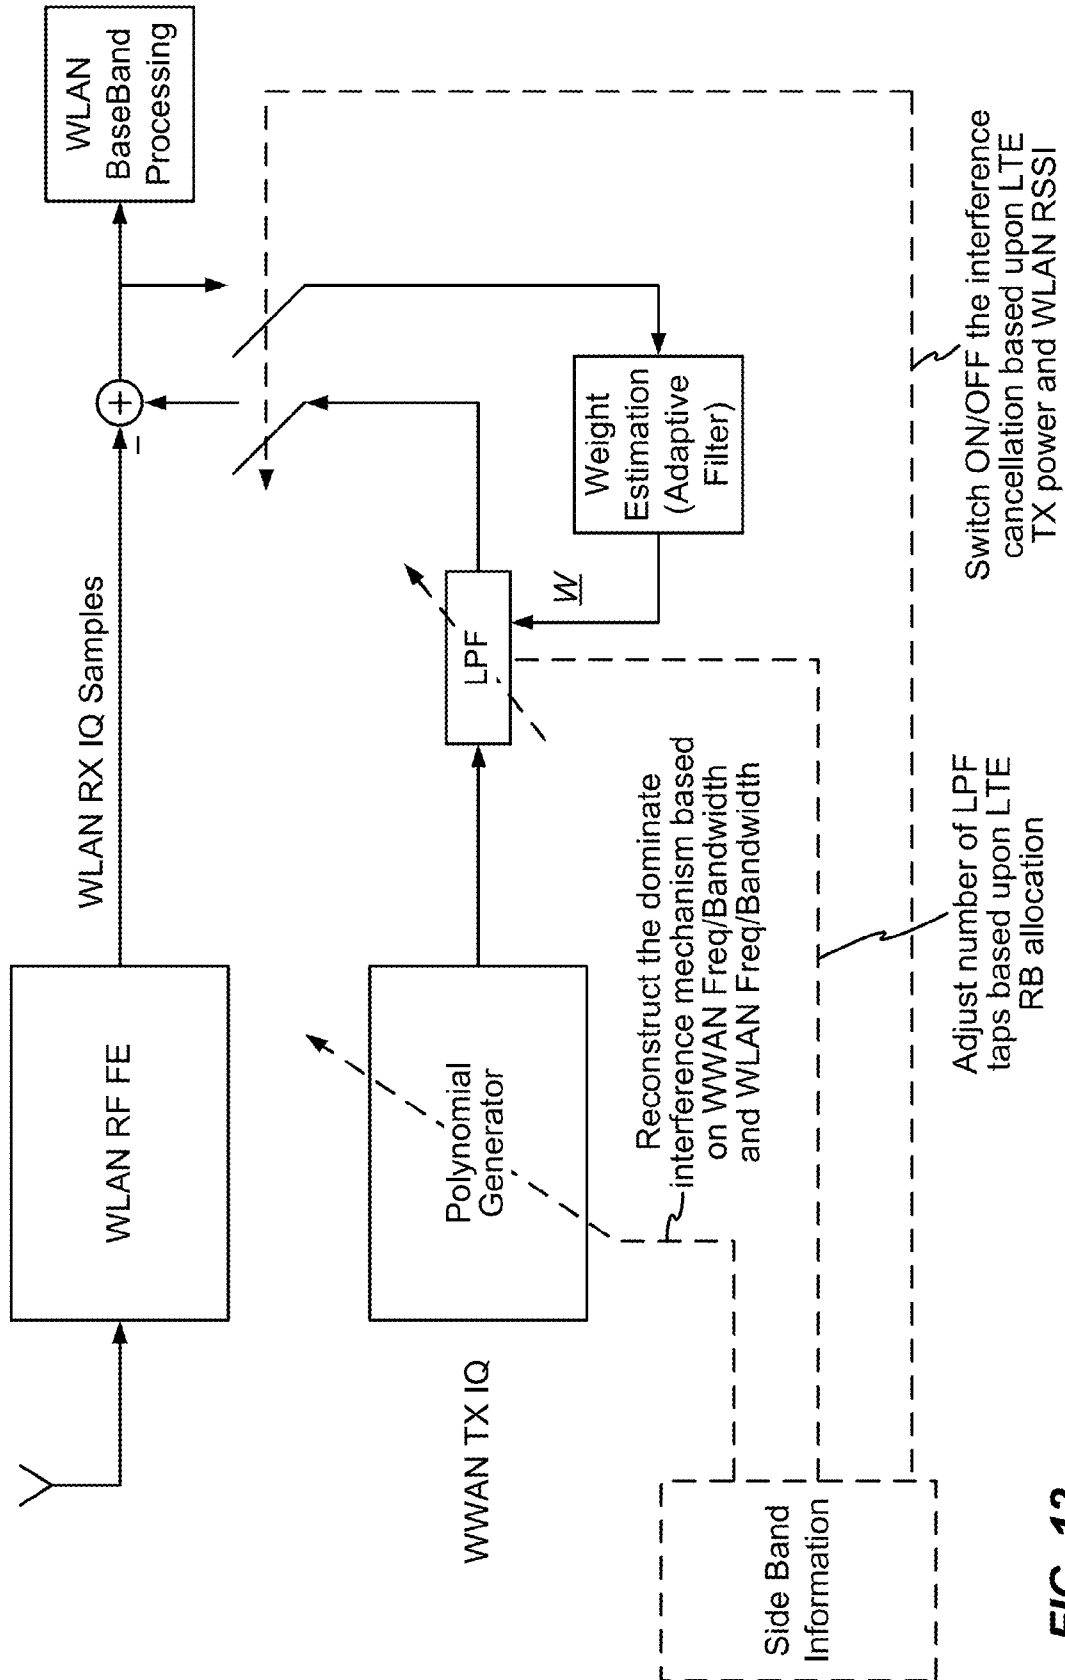 WLAN RF FE
WLAN RX IQ Samples
+
−
WLAN
BaseBand
Processing
WWAN TX IQ
Polynomial
Generator
LPF
W
Weight
Estimation
(Adaptive
Filter)
Reconstruct the dominate
interference mechanism based
on WWAN Freq/Bandwidth
and WLAN Freq/Bandwidth
Side Band
Information
Adjust number of LPF
taps based upon LTE
RB allocation
Switch ON/OFF the interference
cancellation based upon LTE
TX power and WLAN RSSI